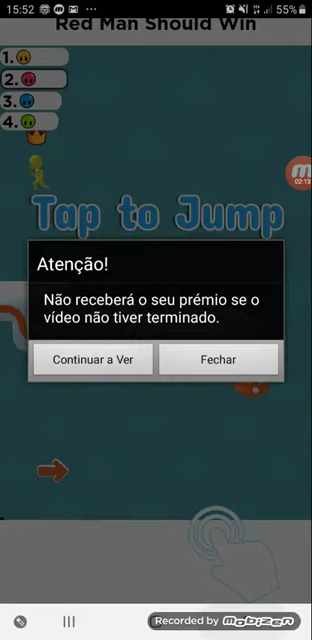 15:52
55%
Red Man Should Win
1.
2.
3.
4.
02:13
Tap to Jump
Atenção!
Não receberá o seu prémio se o
vídeo não tiver terminado.
Continuar a Ver
Fechar
Recorded by mobizen